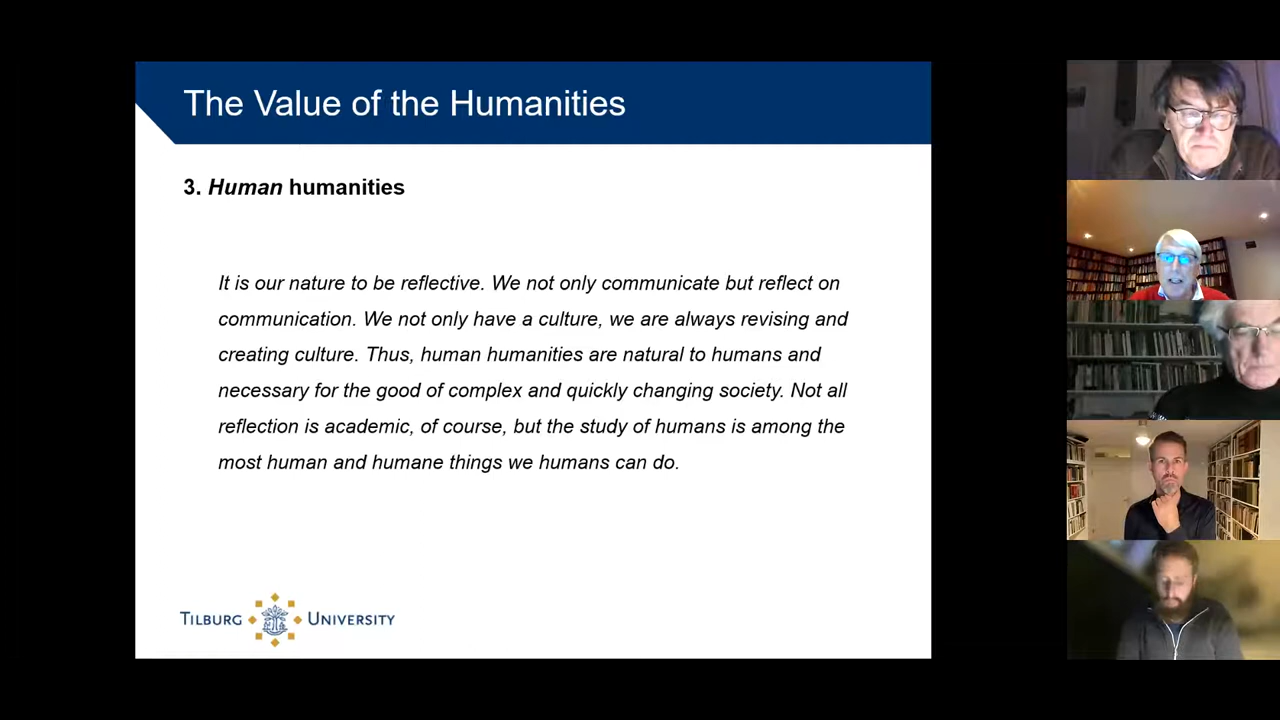 The Value of the Humanities
3. Human humanities
It is our nature to be reflective. We not only communicate but reflect on
communication. We not only have a culture, we are always revising and
creating culture. Thus, human humanities are natural to humans and
necessary for the good of complex and quickly changing society. Not all
reflection is academic, of course, but the study of humans is among the
most human and humane things we humans can do.
TILBURG UNIVERSITY